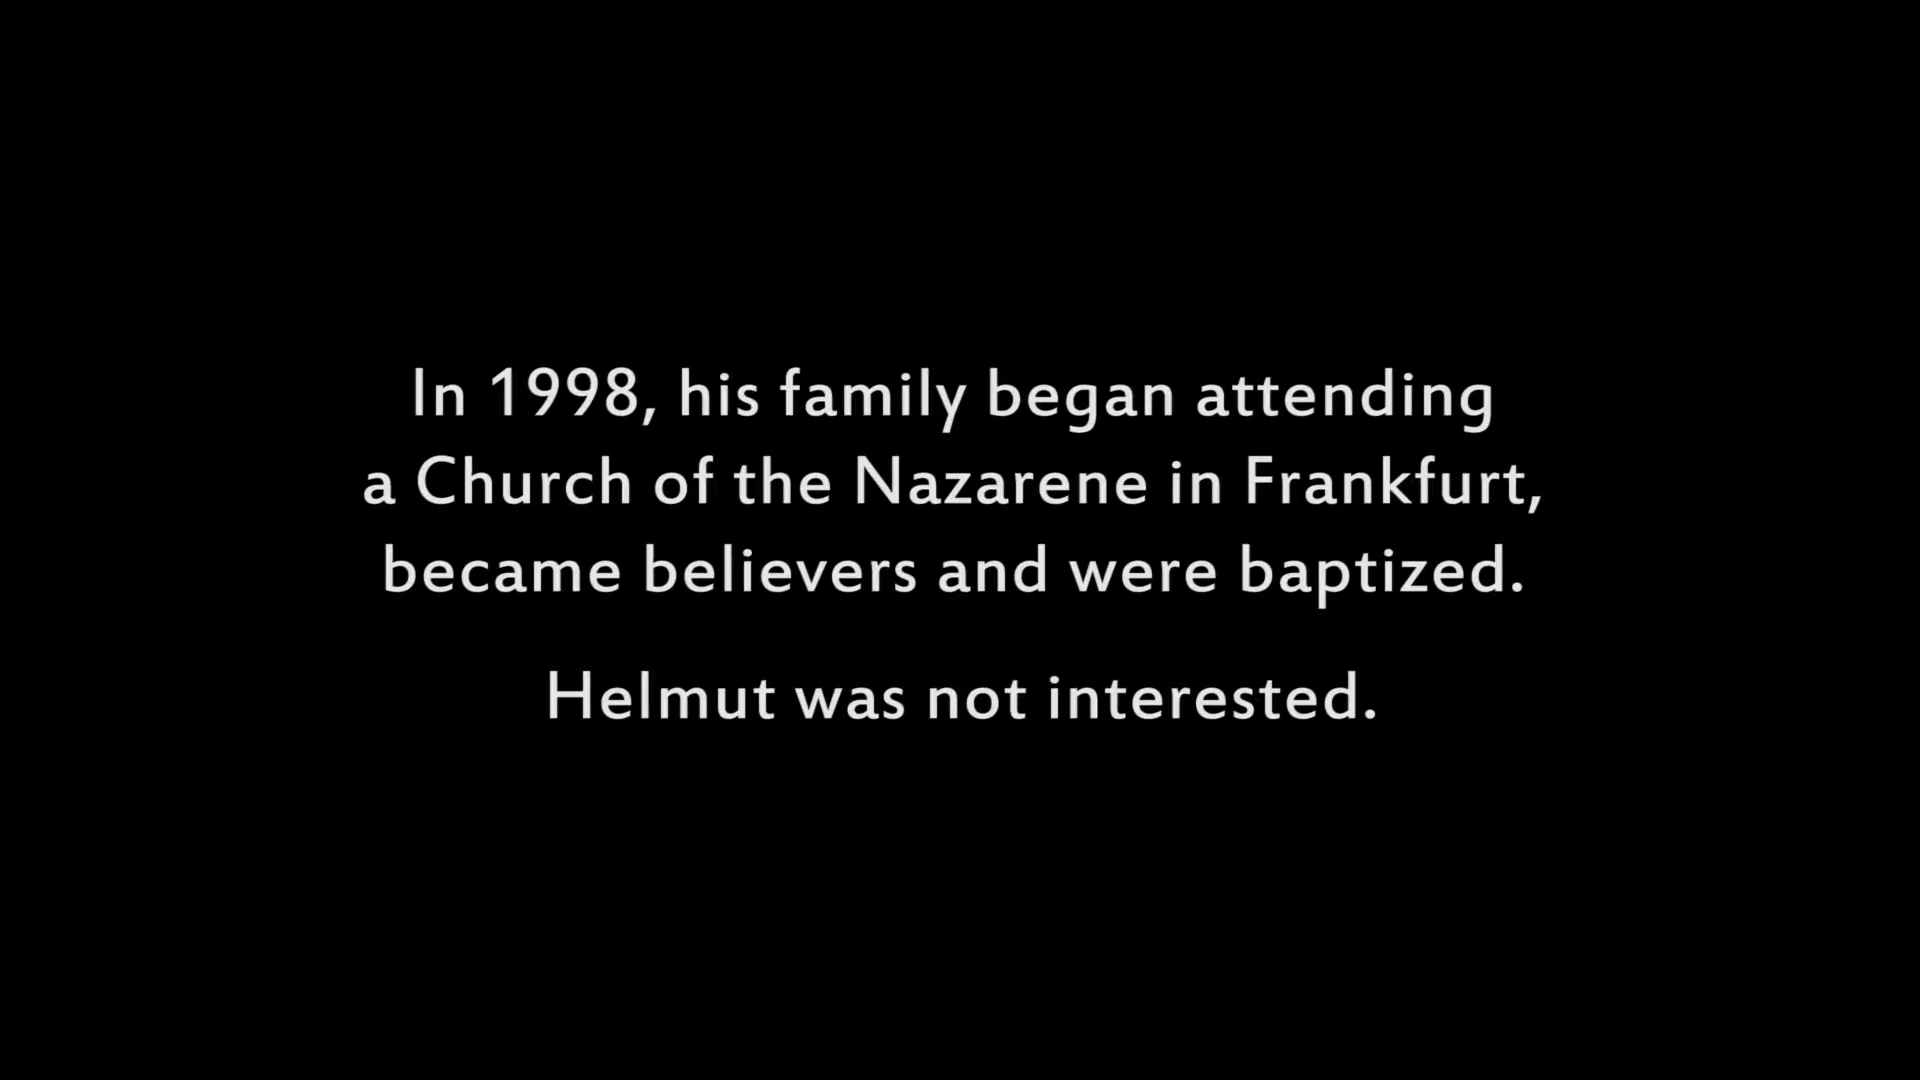 In 1998, his family began attending
a Church of the Nazarene in Frankfurt,
became believers and were baptized.
Helmut was not interested.